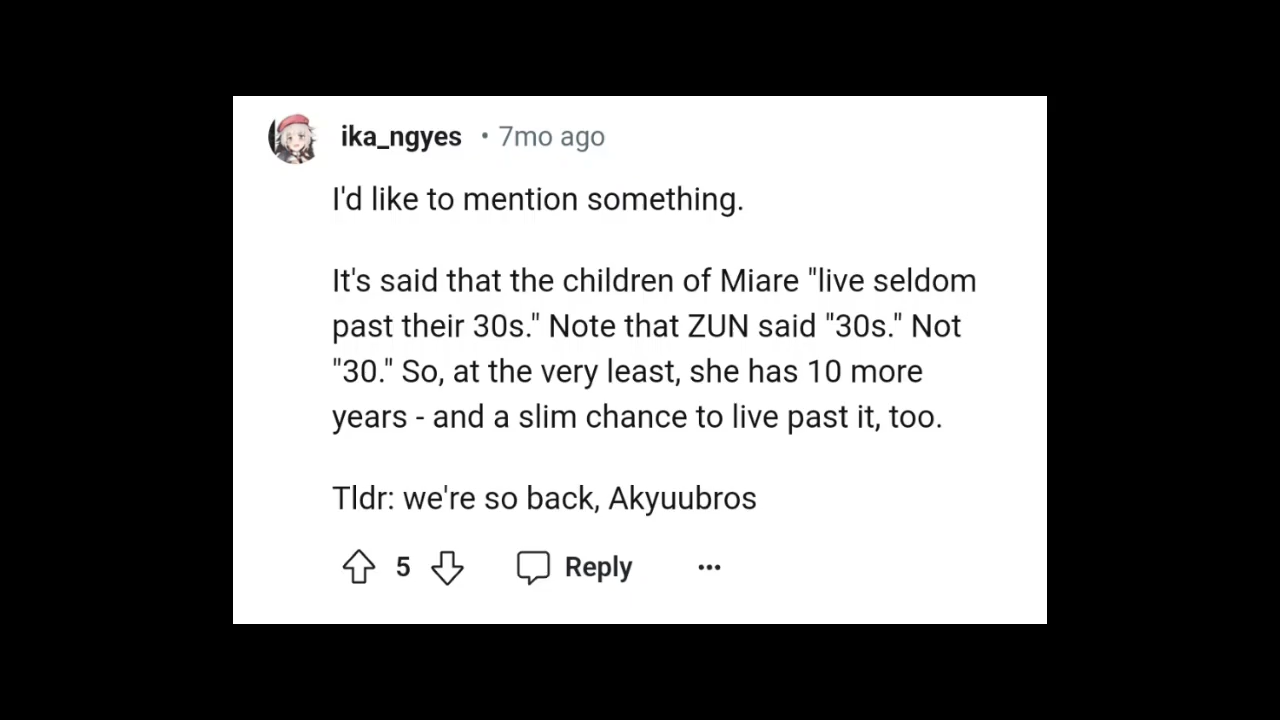 ika_ngyes • 7mo ago
I'd like to mention something.
It's said that the children of Miare "live seldom
past their 30s." Note that ZUN said "30s." Not
"30." So, at the very least, she has 10 more
years - and a slim chance to live past it, too.
Tldr: we're so back, Akyuubros
5 Reply ...